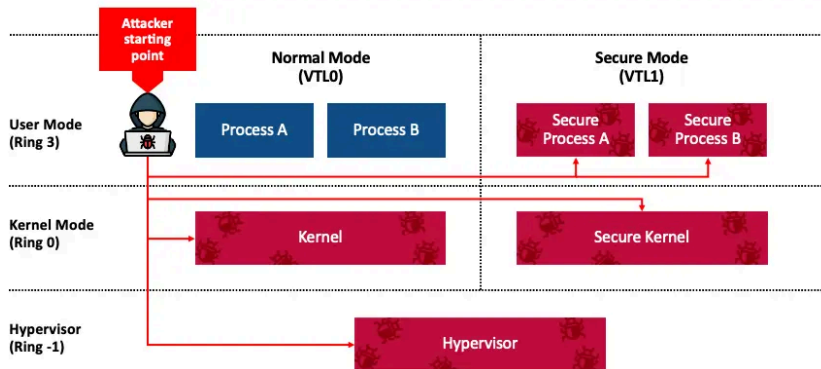 Attacker
starting
point
Normal Mode
(VTL0)
Secure Mode
(VTL1)
User Mode
(Ring 3)
Process A
Process B
Secure
Process A
Secure
Process B
Kernel Mode
(Ring 0)
Kernel
Secure Kernel
Hypervisor
(Ring -1)
Hypervisor